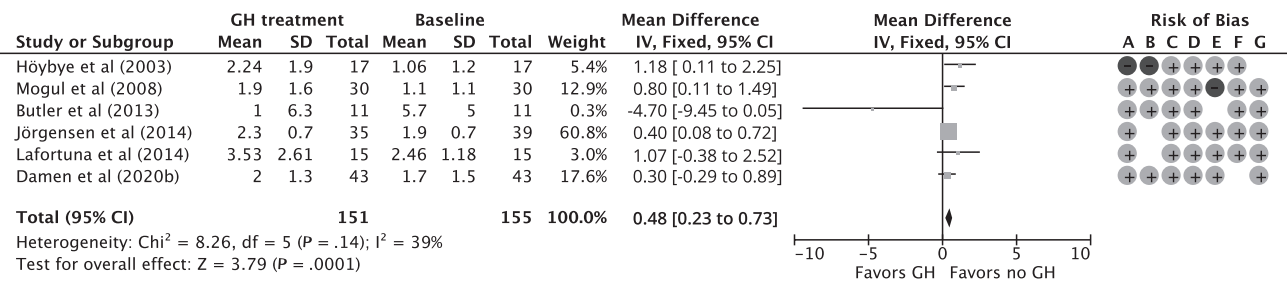 GH treatment Baseline Mean Difference Mean Difference Risk of Bias
Study or Subgroup Mean SD Total Mean SD Total Weight IV, Fixed, 95% CI IV, Fixed, 95% CI A B C D E F G
Höybye et al (2003) 2.24 1.9 17 1.06 1.2 17 5.4% 1.18 [ 0.11 to 2.25] − − + + + +
Mogul et al (2008) 1.9 1.6 30 1.1 1.1 30 12.9% 0.80 [0.11 to 1.49] + + + + − + +
Butler et al (2013) 1 6.3 11 5.7 5 11 0.3% -4.70 [-9.45 to 0.05] + + + + + +
Jörgensen et al (2014) 2.3 0.7 35 1.9 0.7 39 60.8% 0.40 [0.08 to 0.72] + + + + + +
Lafortuna et al (2014) 3.53 2.61 15 2.46 1.18 15 3.0% 1.07 [-0.38 to 2.52] + + + + + +
Damen et al (2020b) 2 1.3 43 1.7 1.5 43 17.6% 0.30 [-0.29 to 0.89] + + + + + +
Total (95% CI) 151 155 100.0% 0.48 [0.23 to 0.73]
Heterogeneity: Chi² = 8.26, df = 5 (P = .14); I² = 39%
Test for overall effect: Z = 3.79 (P = .0001)
−10 −5 0 5 10
Favors GH Favors no GH